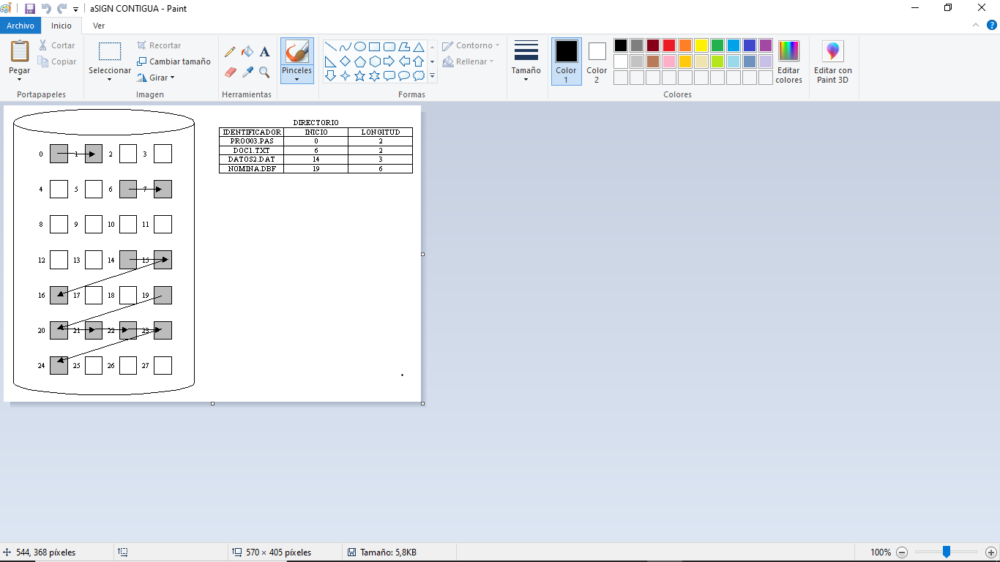 aSIGN CONTIGUA - Paint
Archivo Inicio Ver
Pegar
Cortar
Copiar
Portapapeles
Seleccionar
Recortar
Cambiar tamaño
Girar
Imagen
A
Herramientas
Pinceles
Contorno
Rellenar
Formas
Tamaño
Color 1
Color 2
Editar colores
Colores
Editar con Paint 3D
DIRECTORIO
IDENTIFICADOR INICIO LONGITUD
PROG03.PAS 0 2
DOC1.TXT 6 2
DATOS2.DAT 14 3
NOMINA.DBF 19 6
0 1 2 3
4 5 6 7
8 9 10 11
12 13 14 15
16 17 18 19
20 21 22 23
24 25 26 27
544, 368 píxeles 570 × 405 píxeles Tamaño: 5,8KB 100%